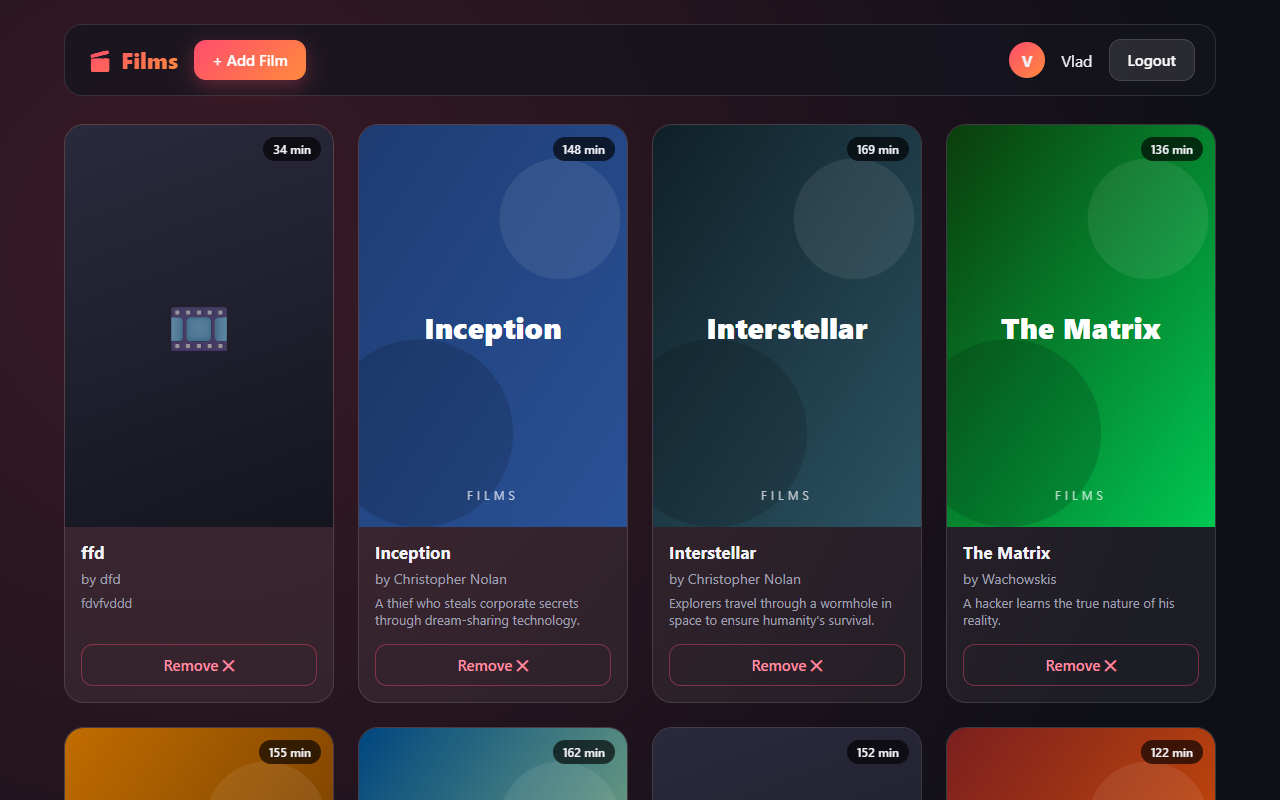 Films
+ Add Film
V
Vlad
Logout
34 min
148 min
169 min
136 min
Inception
Interstellar
The Matrix
FILMS
FILMS
FILMS
ffd
by dfd
fdvfvddd
Remove ✕
Inception
by Christopher Nolan
A thief who steals corporate secrets
through dream-sharing technology.
Remove ✕
Interstellar
by Christopher Nolan
Explorers travel through a wormhole in
space to ensure humanity's survival.
Remove ✕
The Matrix
by Wachowskis
A hacker learns the true nature of his
reality.
Remove ✕
155 min
162 min
152 min
122 min